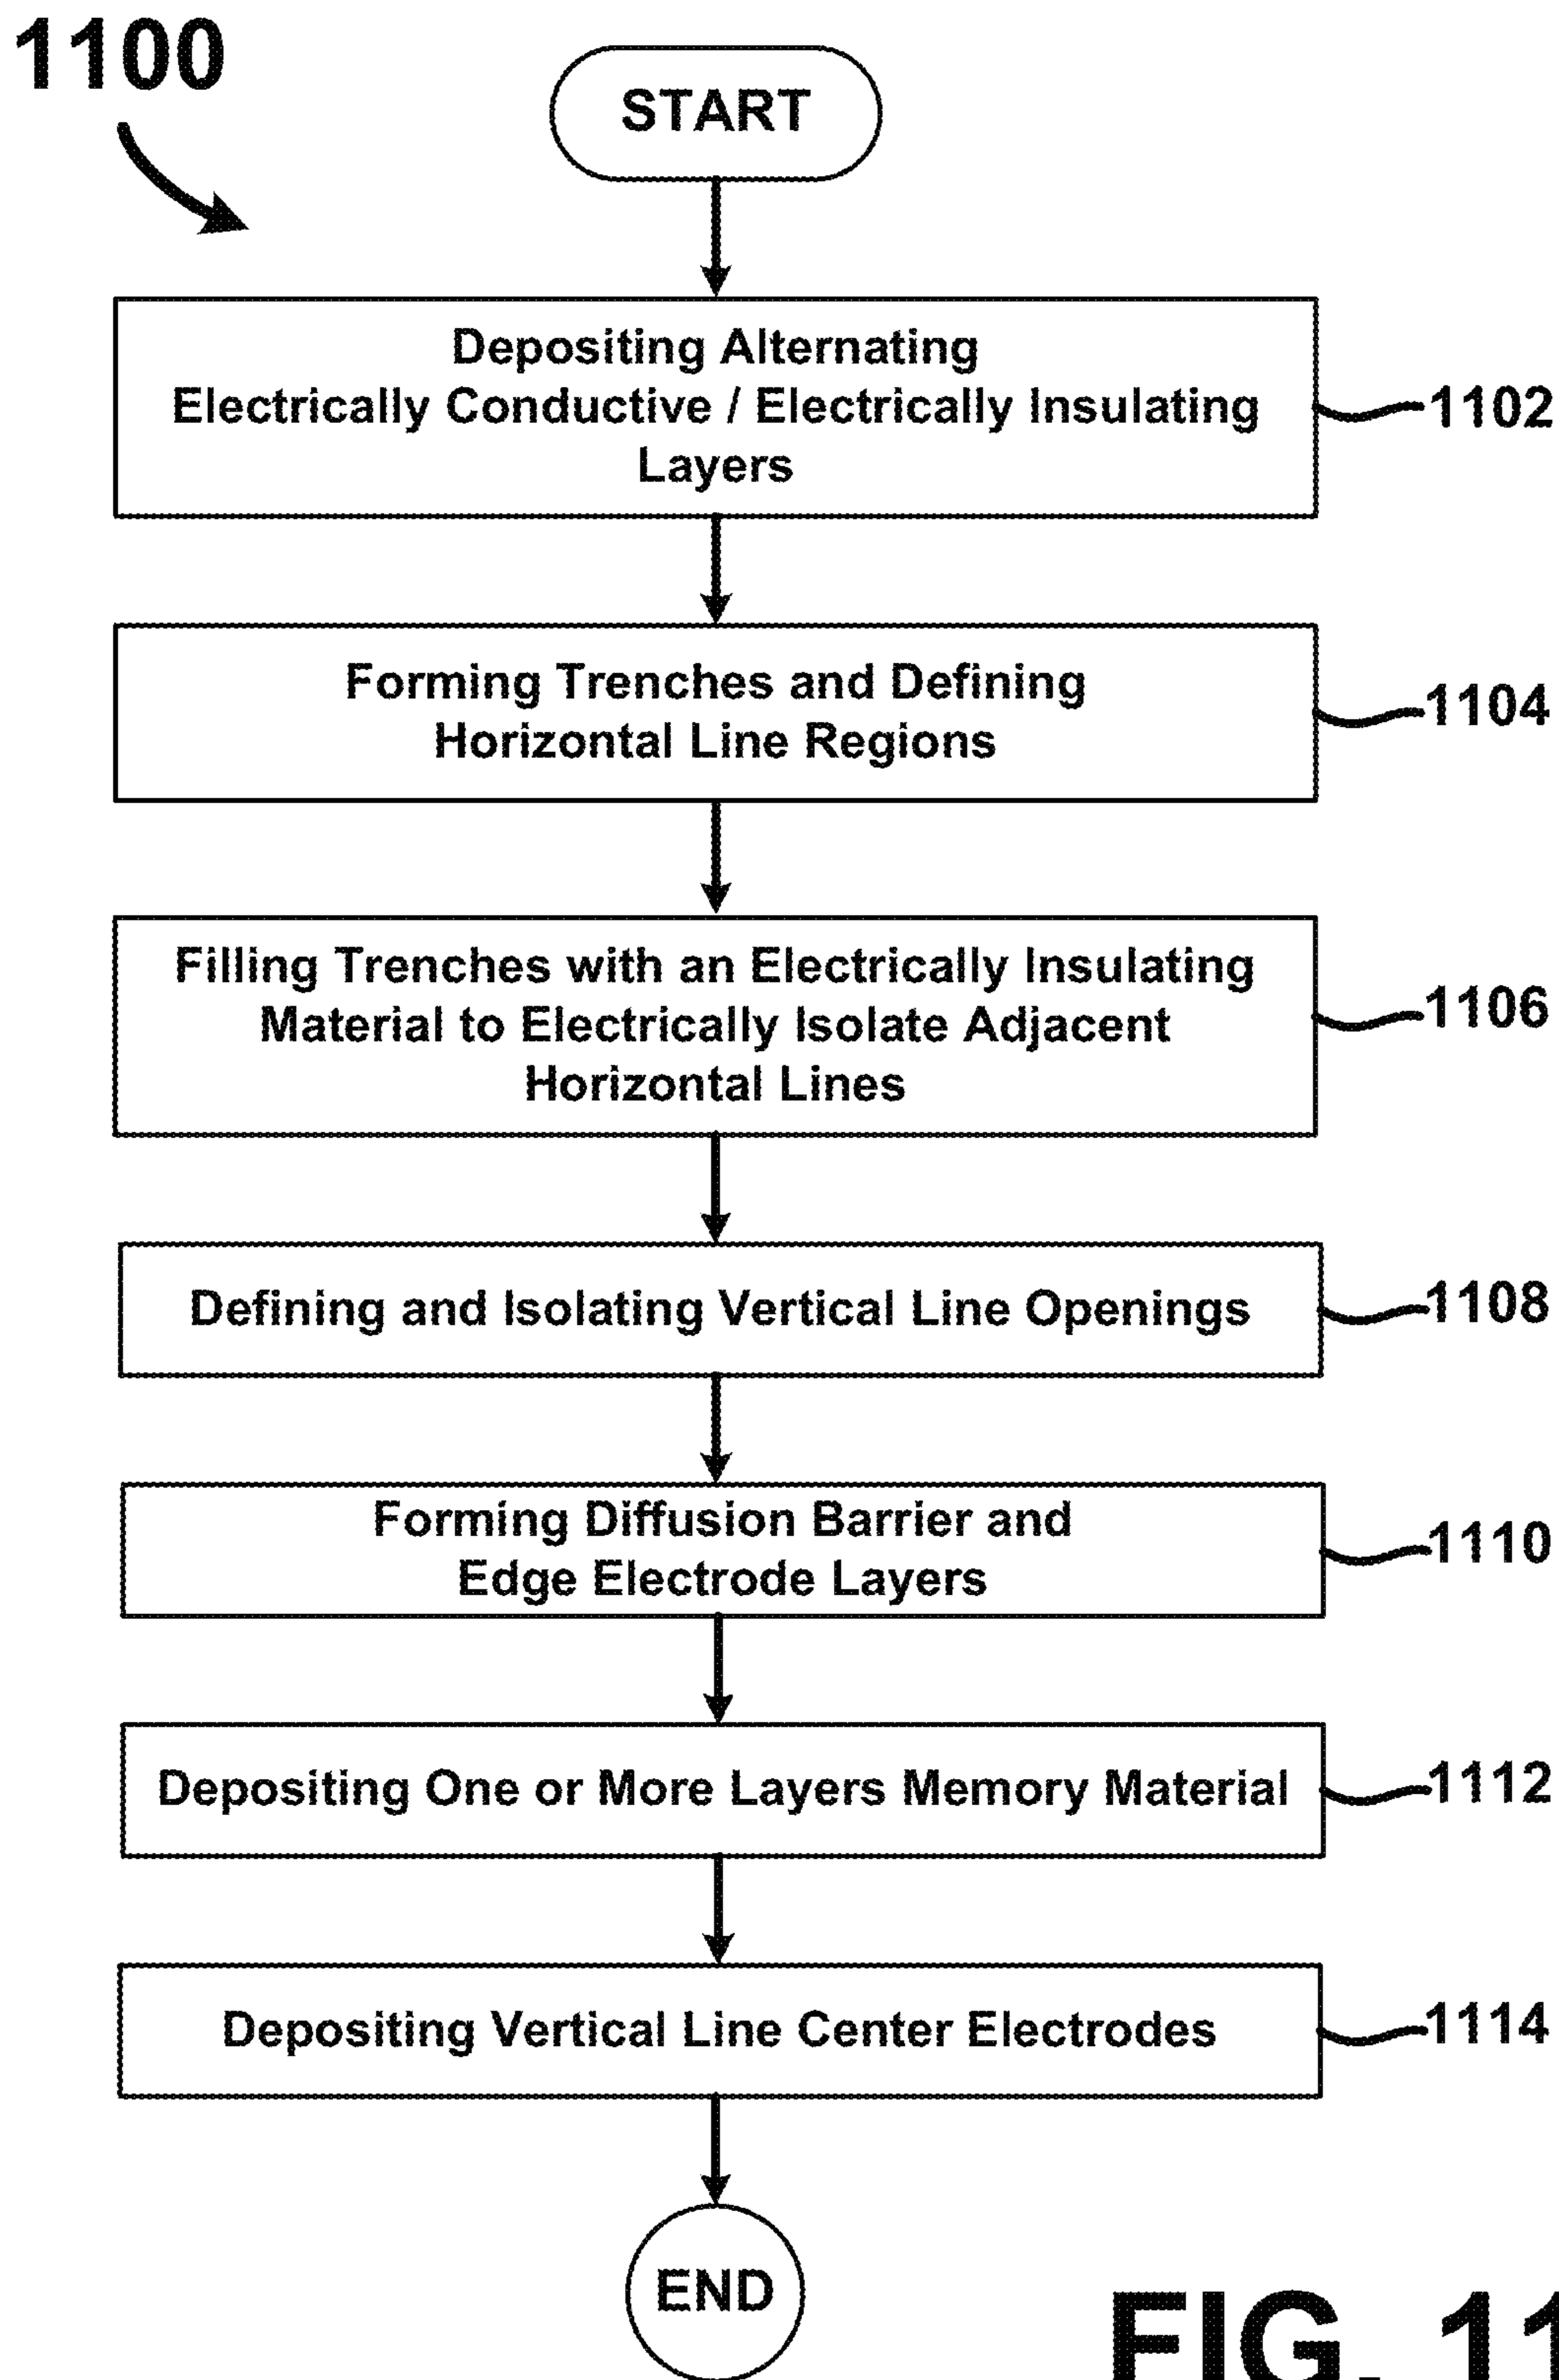 1100
START
Depositing Alternating
Electrically Conductive / Electrically Insulating
Layers
1102
Forming Trenches and Defining
Horizontal Line Regions
1104
Filling Trenches with an Electrically Insulating
Material to Electrically Isolate Adjacent
Horizontal Lines
1106
Defining and Isolating Vertical Line Openings
1108
Forming Diffusion Barrier and
Edge Electrode Layers
1110
Depositing One or More Layers Memory Material
1112
Depositing Vertical Line Center Electrodes
1114
END
FIG. 11